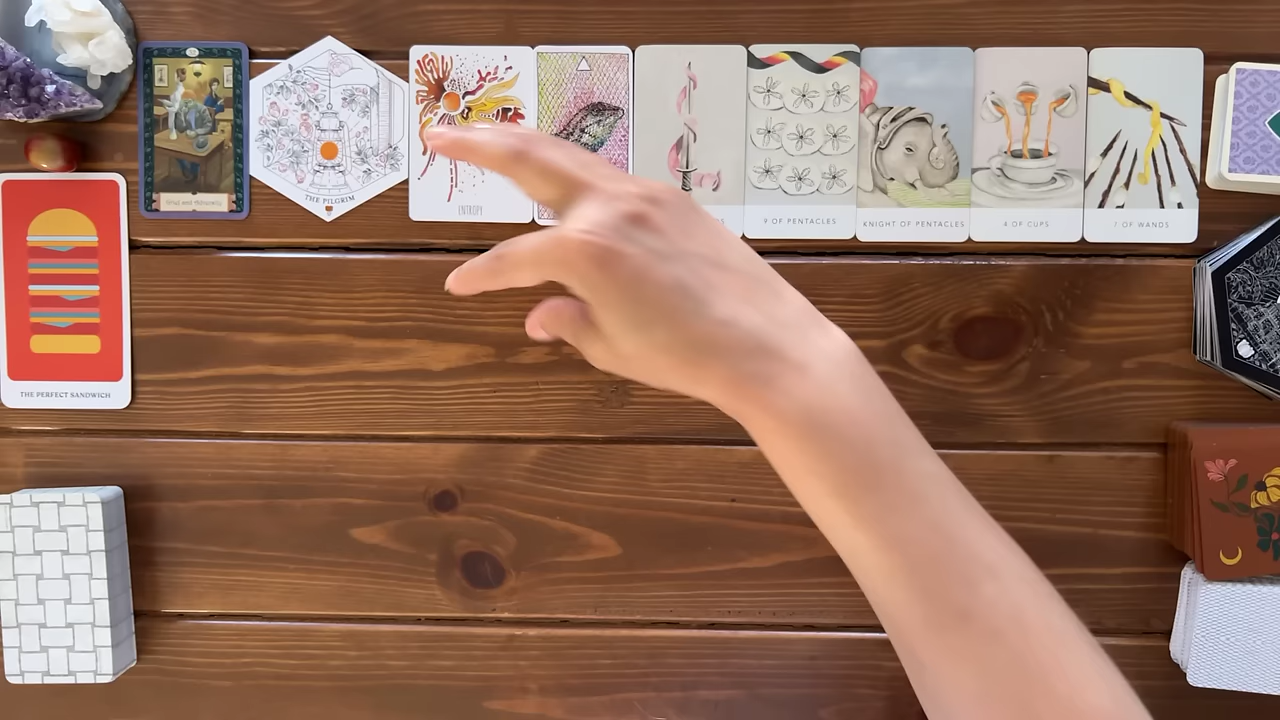 THE PILGRIM
ENTROPY
9 OF PENTACLES
KNIGHT OF PENTACLES
4 OF CUPS
7 OF WANDS
THE PERFECT SANDWICH